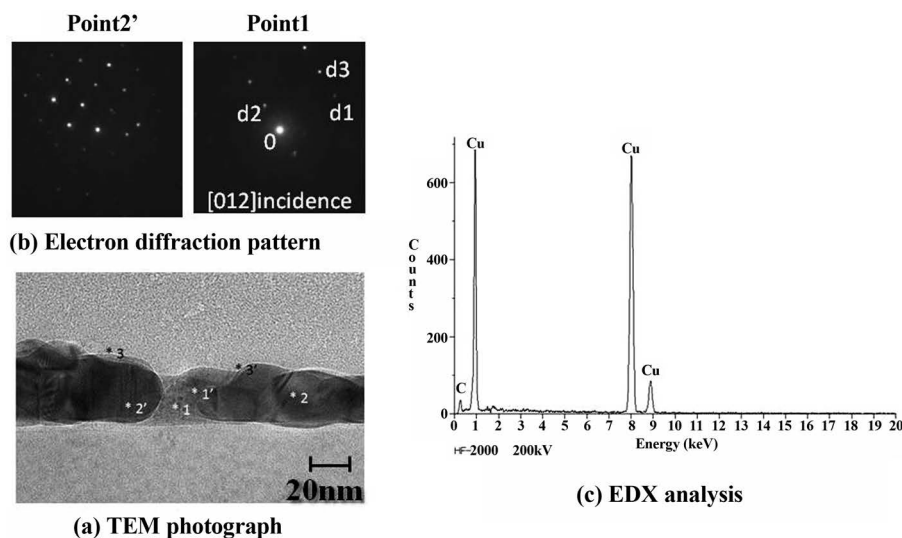 Point2’ Point1
d3
d2 d1
0
[012]incidence
(b) Electron diffraction pattern
* 3
* 3’
* 1’ * 2
* 2’ * 1
20nm
(a) TEM photograph
Cu Cu
600
Counts
400
200
Cu
C
0
0 1 2 3 4 5 6 7 8 9 10 11 12 13 14 15 16 17 18 19 20
HF-2000 200kV Energy (keV)
(c) EDX analysis